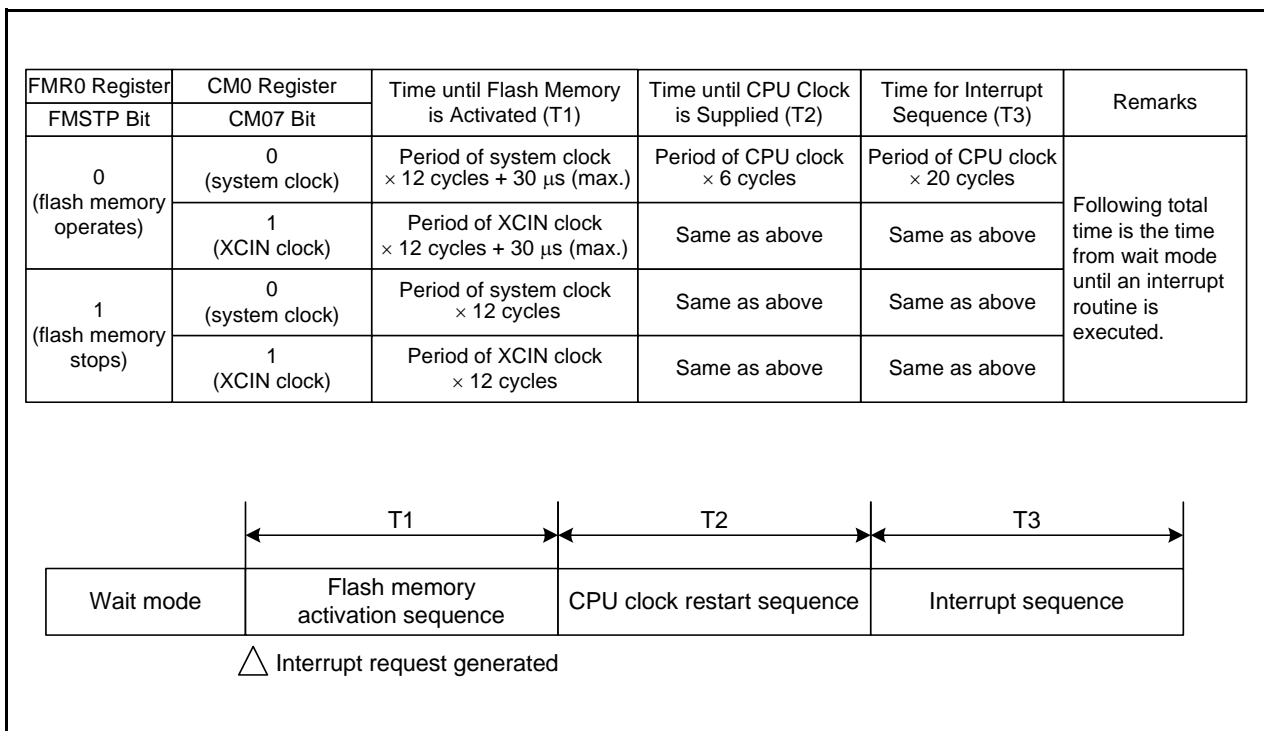 FMR0 Register
FMSTP Bit
CM0 Register
CM07 Bit
Time until Flash Memory
is Activated (T1)
Time until CPU Clock
is Supplied (T2)
Time for Interrupt
Sequence (T3)
Remarks
0
(flash memory
operates)
0
(system clock)
Period of system clock
× 12 cycles + 30 μs (max.)
Period of CPU clock
× 6 cycles
Period of CPU clock
× 20 cycles
Following total
time is the time
from wait mode
until an interrupt
routine is
executed.
1
(XCIN clock)
Period of XCIN clock
× 12 cycles + 30 μs (max.)
Same as above
Same as above
1
(flash memory
stops)
0
(system clock)
Period of system clock
× 12 cycles
Same as above
Same as above
1
(XCIN clock)
Period of XCIN clock
× 12 cycles
Same as above
Same as above
T1
T2
T3
Wait mode
Flash memory
activation sequence
CPU clock restart sequence
Interrupt sequence
Interrupt request generated